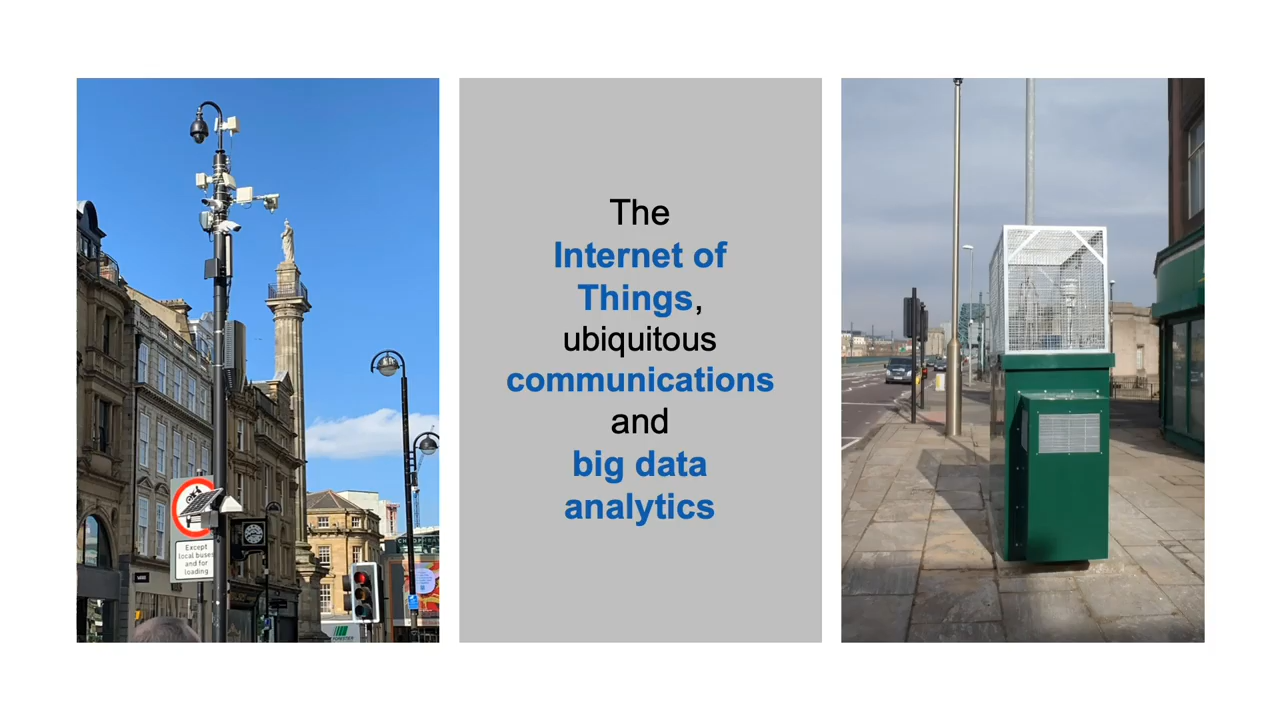 Except
local buses
and for
loading
The
Internet of
Things,
ubiquitous
communications
and
big data
analytics